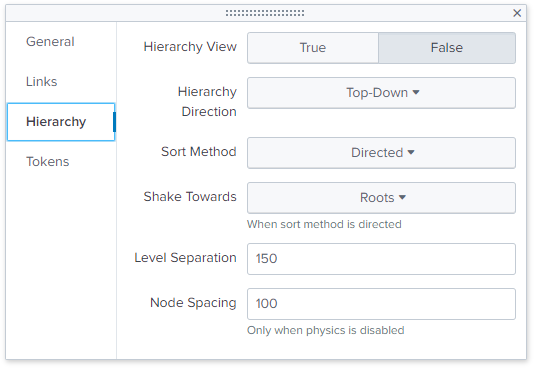 General
Links
Hierarchy
Tokens
Hierarchy View
True
False
Hierarchy
Direction
Top-Down
Sort Method
Directed
Shake Towards
Roots
When sort method is directed
Level Separation
150
Node Spacing
100
Only when physics is disabled